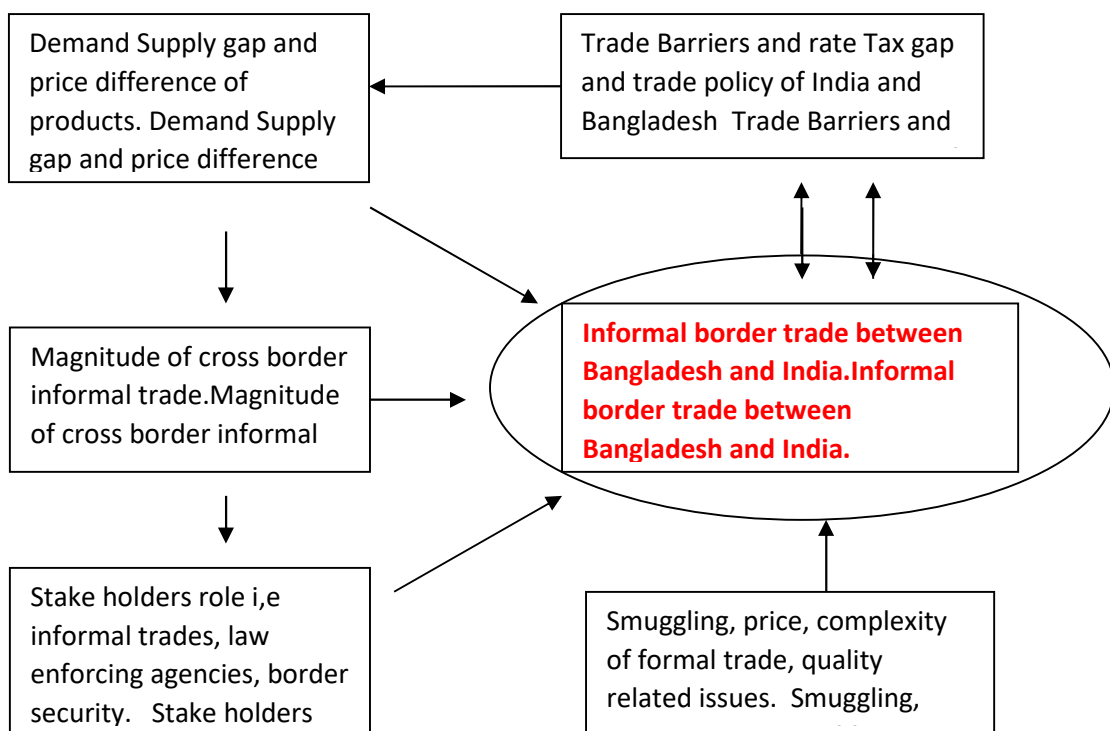 Demand Supply gap and
price difference of
products. Demand Supply
gap and price difference
Trade Barriers and rate Tax gap
and trade policy of India and
Bangladesh  Trade Barriers and
Magnitude of cross border
informal trade.Magnitude
of cross border informal
Informal border trade between
Bangladesh and India.Informal
border trade between
Bangladesh and India.
Stake holders role i,e
informal trades, law
enforcing agencies, border
security.   Stake holders
Smuggling, price, complexity
of formal trade, quality
related issues.  Smuggling,